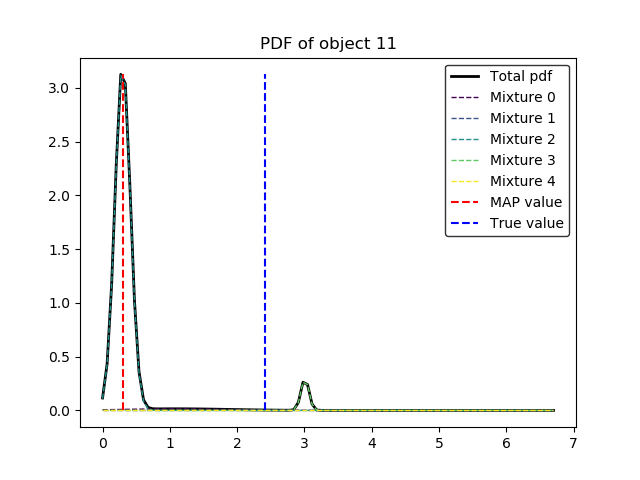 PDF of object 11
Total pdf
Mixture 0
Mixture 1
Mixture 2
Mixture 3
Mixture 4
MAP value
True value
3.0
2.5
2.0
1.5
1.0
0.5
0.0
0 1 2 3 4 5 6 7